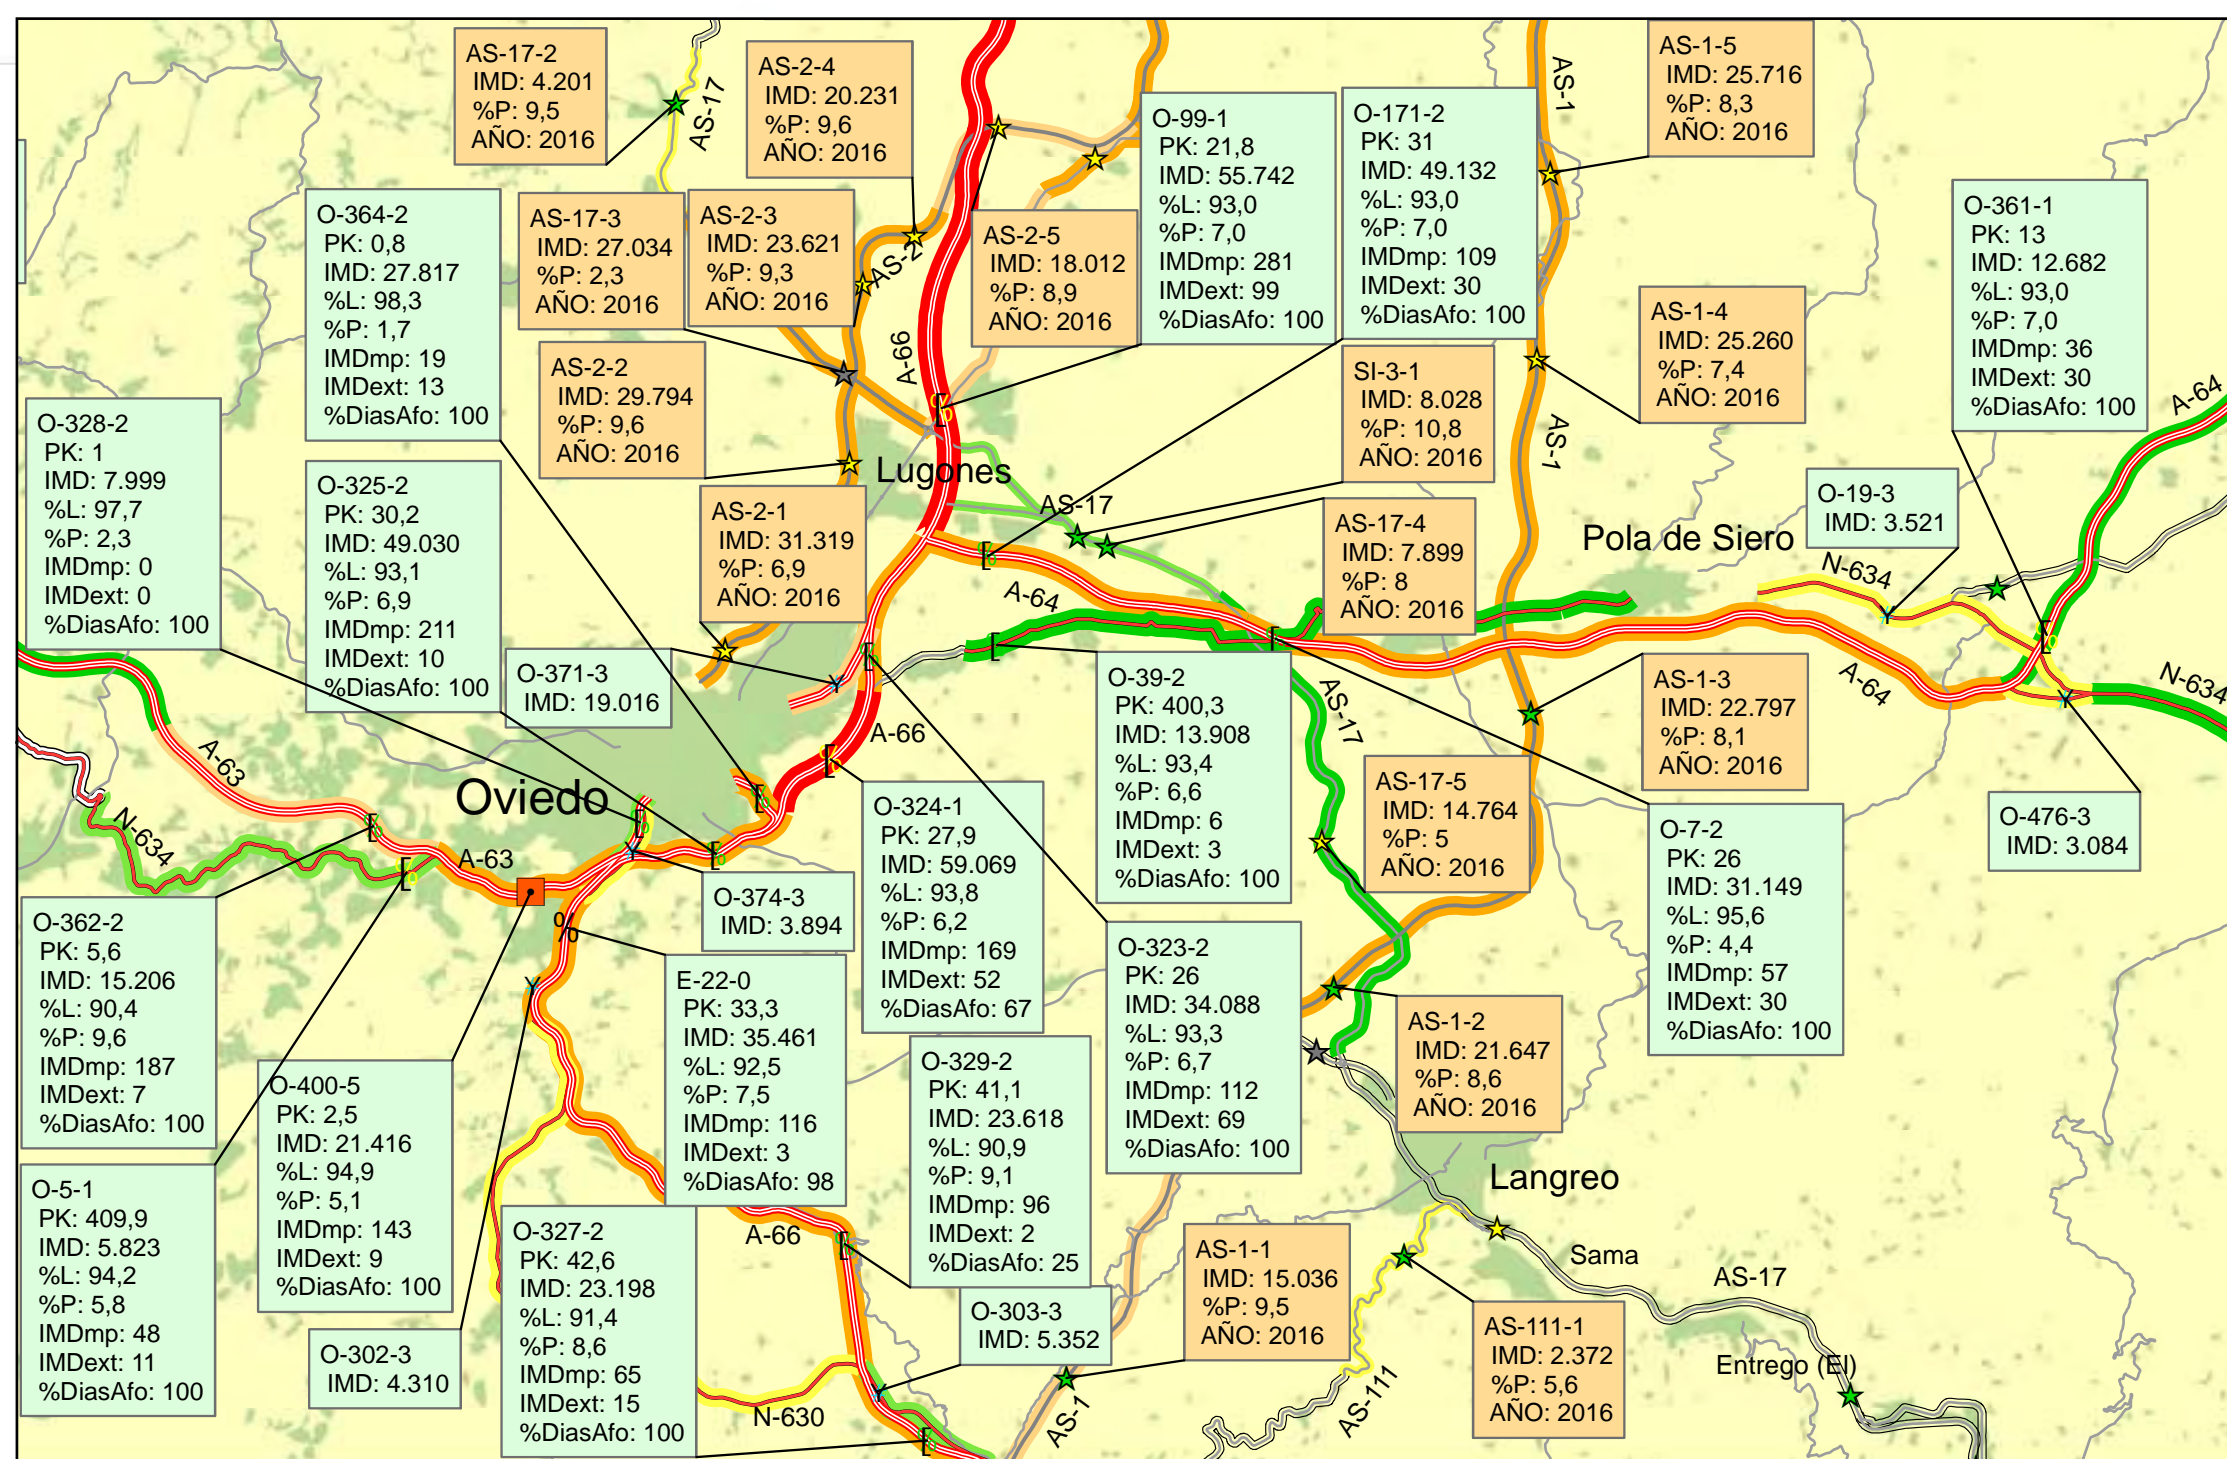 AS-17-2
IMD: 4.201
%P: 9,5
AÑO: 2016
AS-17
AS-2-4
IMD: 20.231
%P: 9,6
AÑO: 2016
O-99-1
PK: 21,8
IMD: 55.742
%L: 93,0
%P: 7,0
IMDmp: 281
IMDext: 99
%DiasAfo: 100
O-171-2
PK: 31
IMD: 49.132
%L: 93,0
%P: 7,0
IMDmp: 109
IMDext: 30
%DiasAfo: 100
AS-1
AS-1-5
IMD: 25.716
%P: 8,3
AÑO: 2016
O-364-2
PK: 0,8
IMD: 27.817
%L: 98,3
%P: 1,7
IMDmp: 19
IMDext: 13
%DiasAfo: 100
AS-17-3
IMD: 27.034
%P: 2,3
AÑO: 2016
AS-2-3
IMD: 23.621
%P: 9,3
AÑO: 2016
AS-2
AS-2-5
IMD: 18.012
%P: 8,9
AÑO: 2016
O-361-1
PK: 13
IMD: 12.682
%L: 93,0
%P: 7,0
IMDmp: 36
IMDext: 30
%DiasAfo: 100
A-64
AS-1-4
IMD: 25.260
%P: 7,4
AÑO: 2016
AS-2-2
IMD: 29.794
%P: 9,6
AÑO: 2016
A-66
SI-3-1
IMD: 8.028
%P: 10,8
AÑO: 2016
AS-1
O-328-2
PK: 1
IMD: 7.999
%L: 97,7
%P: 2,3
IMDmp: 0
IMDext: 0
%DiasAfo: 100
O-325-2
PK: 30,2
IMD: 49.030
%L: 93,1
%P: 6,9
IMDmp: 211
IMDext: 10
%DiasAfo: 100
Lugones
AS-17
AS-2-1
IMD: 31.319
%P: 6,9
AÑO: 2016
AS-17-4
IMD: 7.899
%P: 8
AÑO: 2016
Pola de Siero
O-19-3
IMD: 3.521
N-634
A-64
O-371-3
IMD: 19.016
O-39-2
PK: 400,3
IMD: 13.908
%L: 93,4
%P: 6,6
IMDmp: 6
IMDext: 3
%DiasAfo: 100
AS-17
AS-1-3
IMD: 22.797
%P: 8,1
AÑO: 2016
A-64
N-634
A-66
A-63
Oviedo
N-634
A-63
O-324-1
PK: 27,9
IMD: 59.069
%L: 93,8
%P: 6,2
IMDmp: 169
IMDext: 52
%DiasAfo: 67
AS-17-5
IMD: 14.764
%P: 5
AÑO: 2016
O-7-2
PK: 26
IMD: 31.149
%L: 95,6
%P: 4,4
IMDmp: 57
IMDext: 30
%DiasAfo: 100
O-476-3
IMD: 3.084
O-374-3
IMD: 3.894
O-362-2
PK: 5,6
IMD: 15.206
%L: 90,4
%P: 9,6
IMDmp: 187
IMDext: 7
%DiasAfo: 100
E-22-0
PK: 33,3
IMD: 35.461
%L: 92,5
%P: 7,5
IMDmp: 116
IMDext: 3
%DiasAfo: 98
O-323-2
PK: 26
IMD: 34.088
%L: 93,3
%P: 6,7
IMDmp: 112
IMDext: 69
%DiasAfo: 100
AS-1-2
IMD: 21.647
%P: 8,6
AÑO: 2016
O-400-5
PK: 2,5
IMD: 21.416
%L: 94,9
%P: 5,1
IMDmp: 143
IMDext: 9
%DiasAfo: 100
O-329-2
PK: 41,1
IMD: 23.618
%L: 90,9
%P: 9,1
IMDmp: 96
IMDext: 2
%DiasAfo: 25
Langreo
O-5-1
PK: 409,9
IMD: 5.823
%L: 94,2
%P: 5,8
IMDmp: 48
IMDext: 11
%DiasAfo: 100
O-327-2
PK: 42,6
IMD: 23.198
%L: 91,4
%P: 8,6
IMDmp: 65
IMDext: 15
%DiasAfo: 100
A-66
AS-1-1
IMD: 15.036
%P: 9,5
AÑO: 2016
Sama
AS-17
O-303-3
IMD: 5.352
O-302-3
IMD: 4.310
AS-111-1
IMD: 2.372
%P: 5,6
AÑO: 2016
Entrego (El)
N-630
AS-1
AS-111